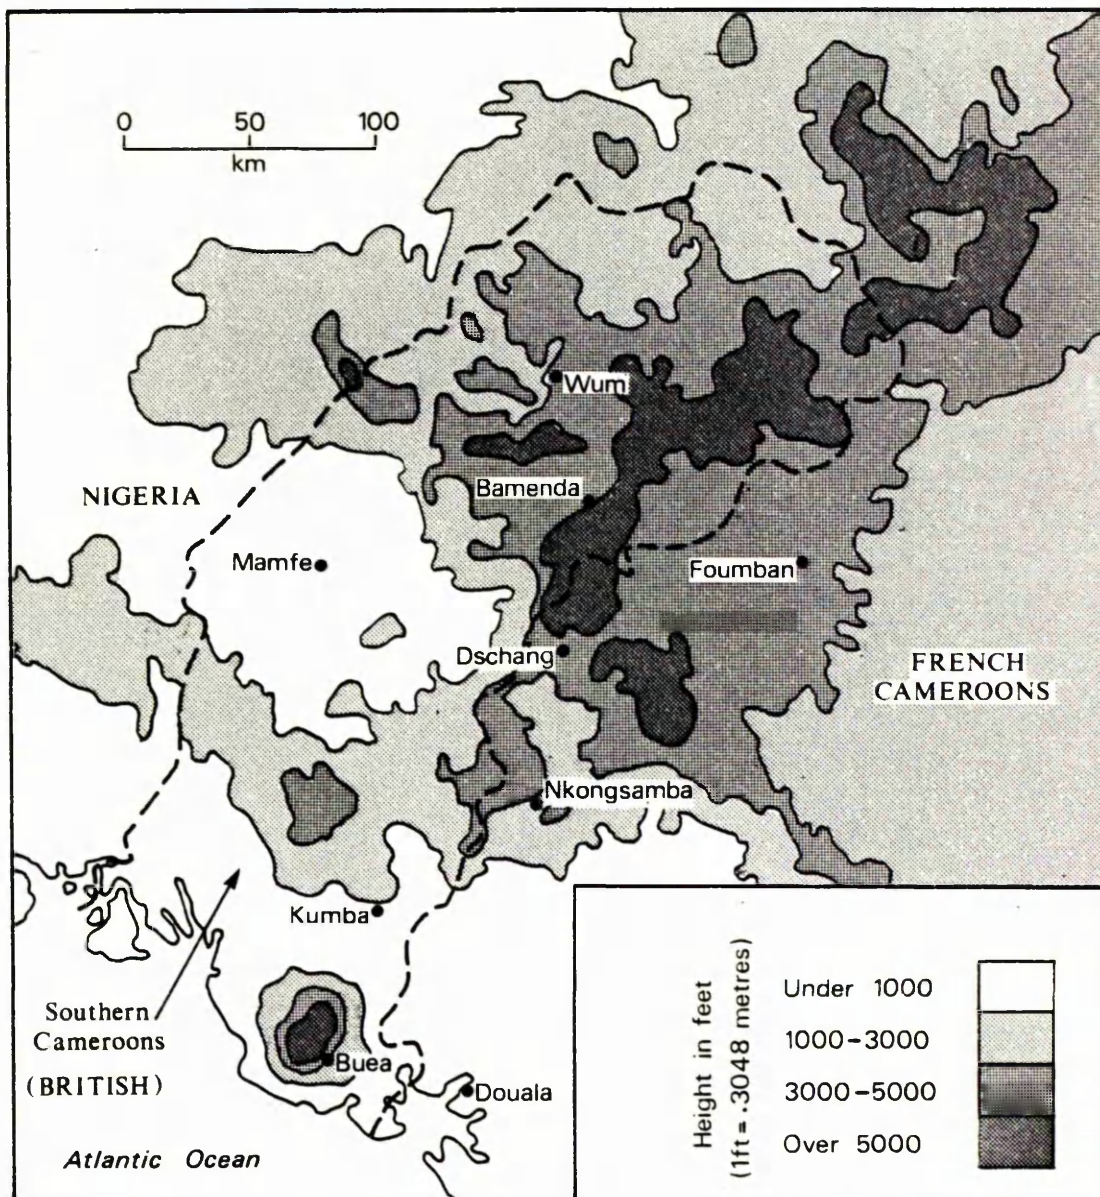 0 50 100
km
Wum
NIGERIA
Bamenda
Mamfe
Foumban
Dschang
FRENCH
CAMEROONS
Nkongsamba
Kumba
Southern
Cameroons
(BRITISH)
Buea
Douala
Atlantic Ocean
Height in feet
(1ft = .3048 metres)
Under 1000
1000-3000
3000-5000
Over 5000